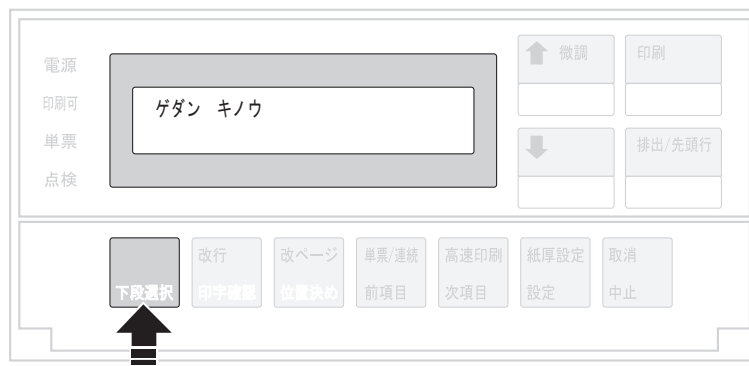 電源
印刷可
単票
点検
ゲダン キノウ
微調
印刷
排出/先頭行
下段選択
改行
印字確認
改ページ
位置決め
単票/連続
前項目
高速印刷
次項目
紙厚設定
設定
取消
中止